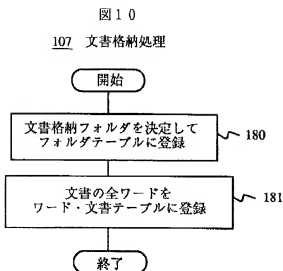 図10
107 文書格納処理
開始
文書格納フォルダを決定して
フォルダテーブルに登録
180
文書の全ワードを
ワード・文書テーブルに登録
181
終了